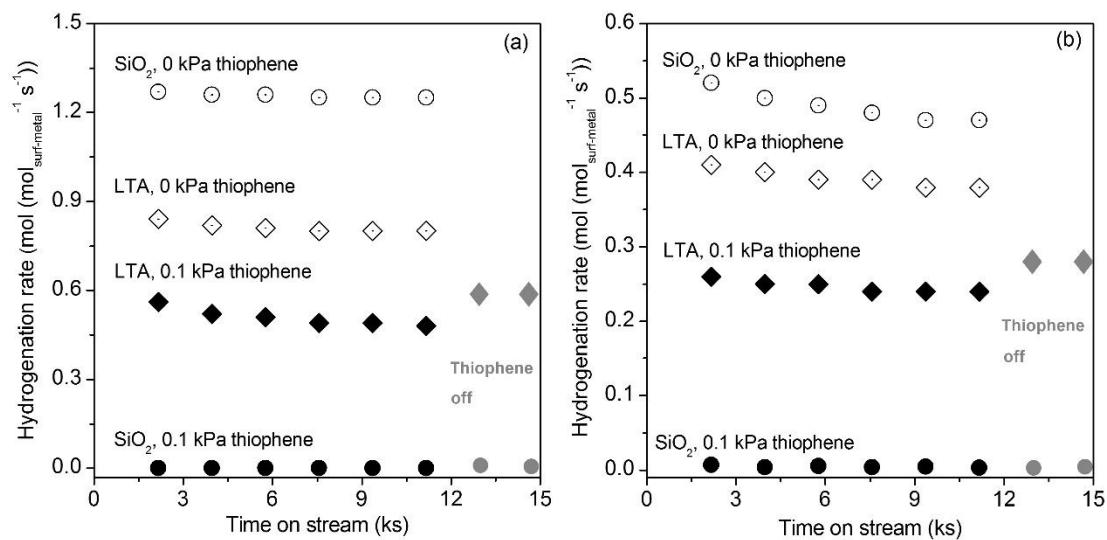 (a)
1.5
1.2
0.9
0.6
0.3
0.0
Hydrogenation rate (mol (mol_surf-metal^-1 s^-1))
SiO₂, 0 kPa thiophene
LTA, 0 kPa thiophene
LTA, 0.1 kPa thiophene
Thiophene
off
SiO₂, 0.1 kPa thiophene
0 3 6 9 12 15
Time on stream (ks)
(b)
0.6
0.5
0.4
0.3
0.2
0.1
0.0
Hydrogenation rate (mol (mol_surf-metal^-1 s^-1))
SiO₂, 0 kPa thiophene
LTA, 0 kPa thiophene
LTA, 0.1 kPa thiophene
Thiophene
off
SiO₂, 0.1 kPa thiophene
0 3 6 9 12 15
Time on stream (ks)